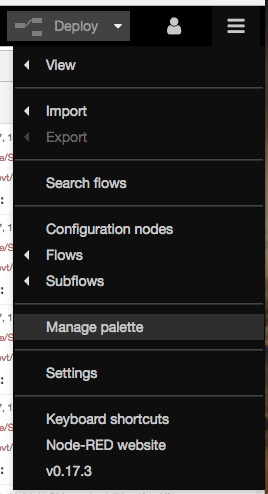 Deploy
View
Import
Export
Search flows
Configuration nodes
Flows
Subflows
Manage palette
Settings
Keyboard shortcuts
Node-RED website
v0.17.3